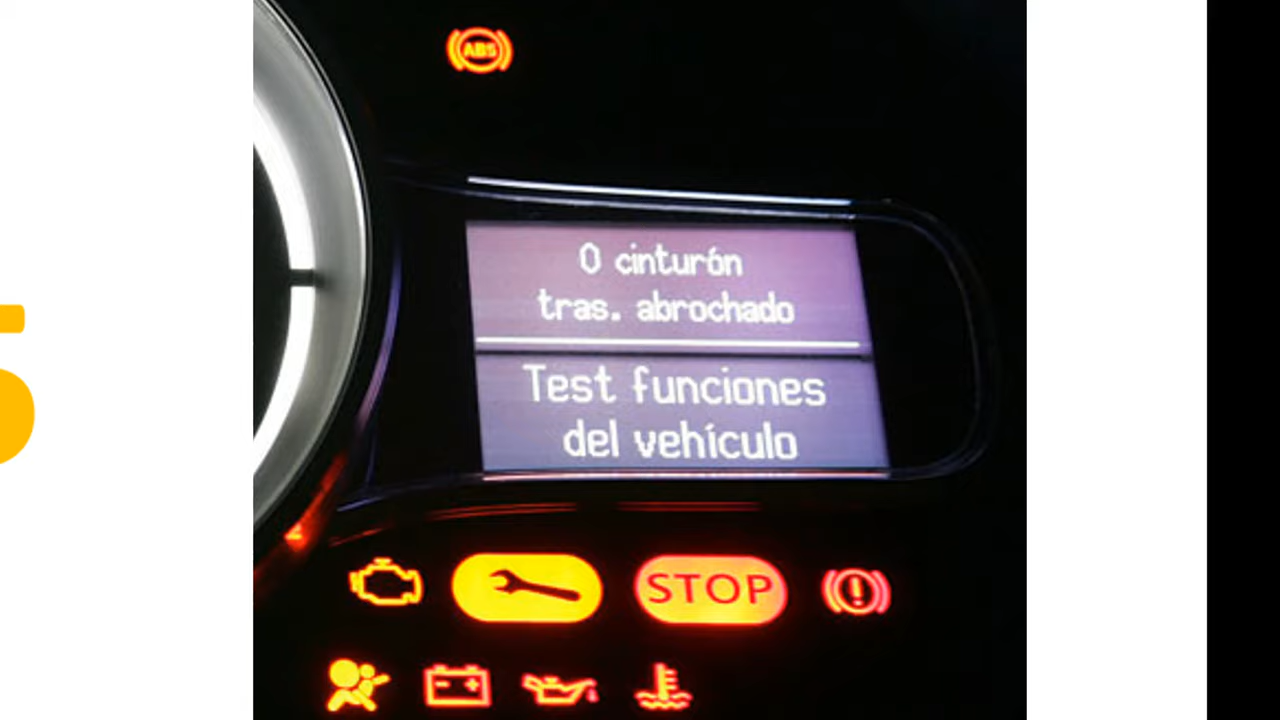 ABS
0 cinturón
tras. abrochado
Test funciones
del vehículo
STOP